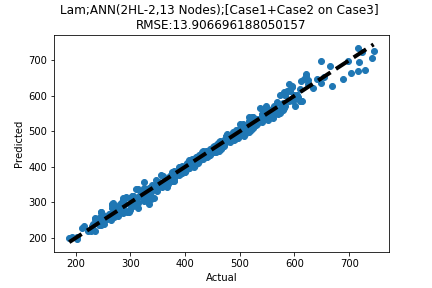 Lam;ANN(2HL-2,13 Nodes);[Case1+Case2 on Case3]
RMSE:13.906696188050157
700
600
500
400
300
200
Predicted
200 300 400 500 600 700
Actual